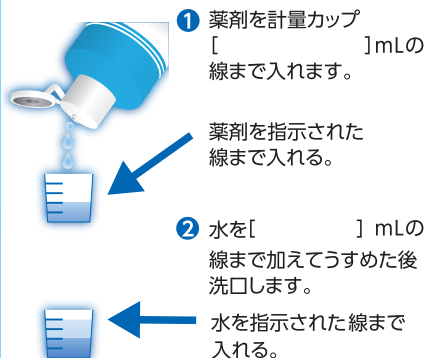 ❶ 薬剤を計量カップ
[　　　　　　]mLの
線まで入れます。
薬剤を指示された
線まで入れる。
❷ 水を[　　　　　] mLの
線まで加えてうすめた後
洗口します。
水を指示された線まで
入れる。